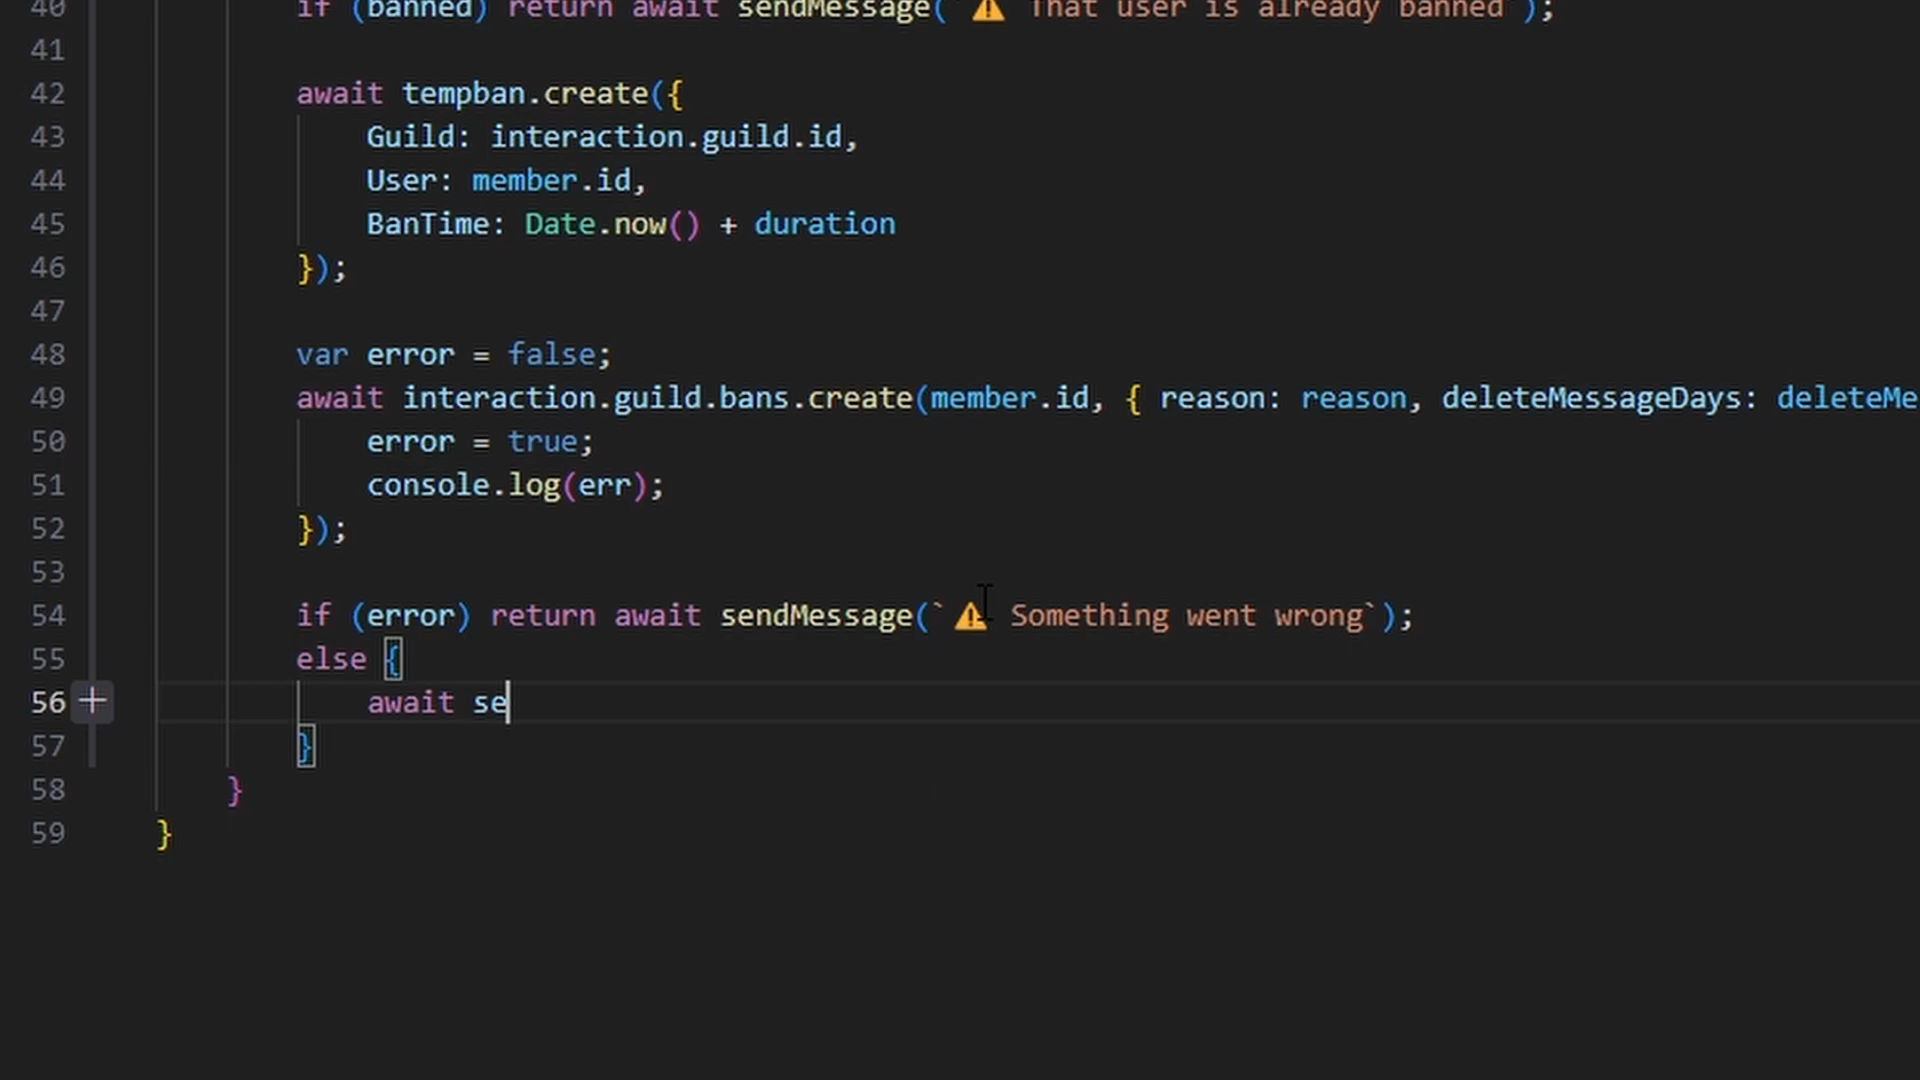 40 if (banned) return await sendMessage(`⚠️ That user is already banned`);
41
42 await tempban.create({
43 Guild: interaction.guild.id,
44 User: member.id,
45 BanTime: Date.now() + duration
46 });
47
48 var error = false;
49 await interaction.guild.bans.create(member.id, { reason: reason, deleteMessageDays: deleteMe
50 error = true;
51 console.log(err);
52 });
53
54 if (error) return await sendMessage(`⚠️ Something went wrong`);
55 else {
56 await se
57 }
58 }
59 }